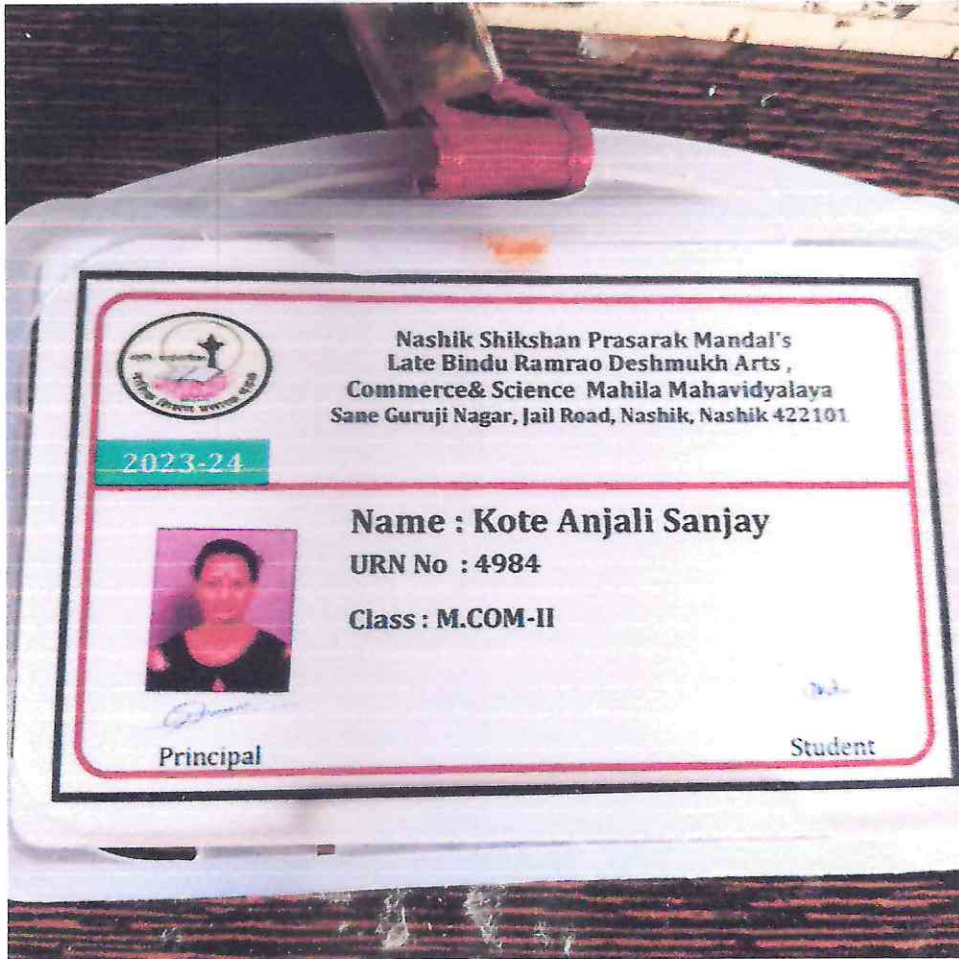 Nashik Shikshan Prasarak Mandal's
Late Bindu Ramrao Deshmukh Arts ,
Commerce& Science Mahila Mahavidyalaya
Sane Guruji Nagar, Jail Road, Nashik, Nashik 422101
2023-24
Name : Kote Anjali Sanjay
URN No : 4984
Class : M.COM-II
Principal
Student